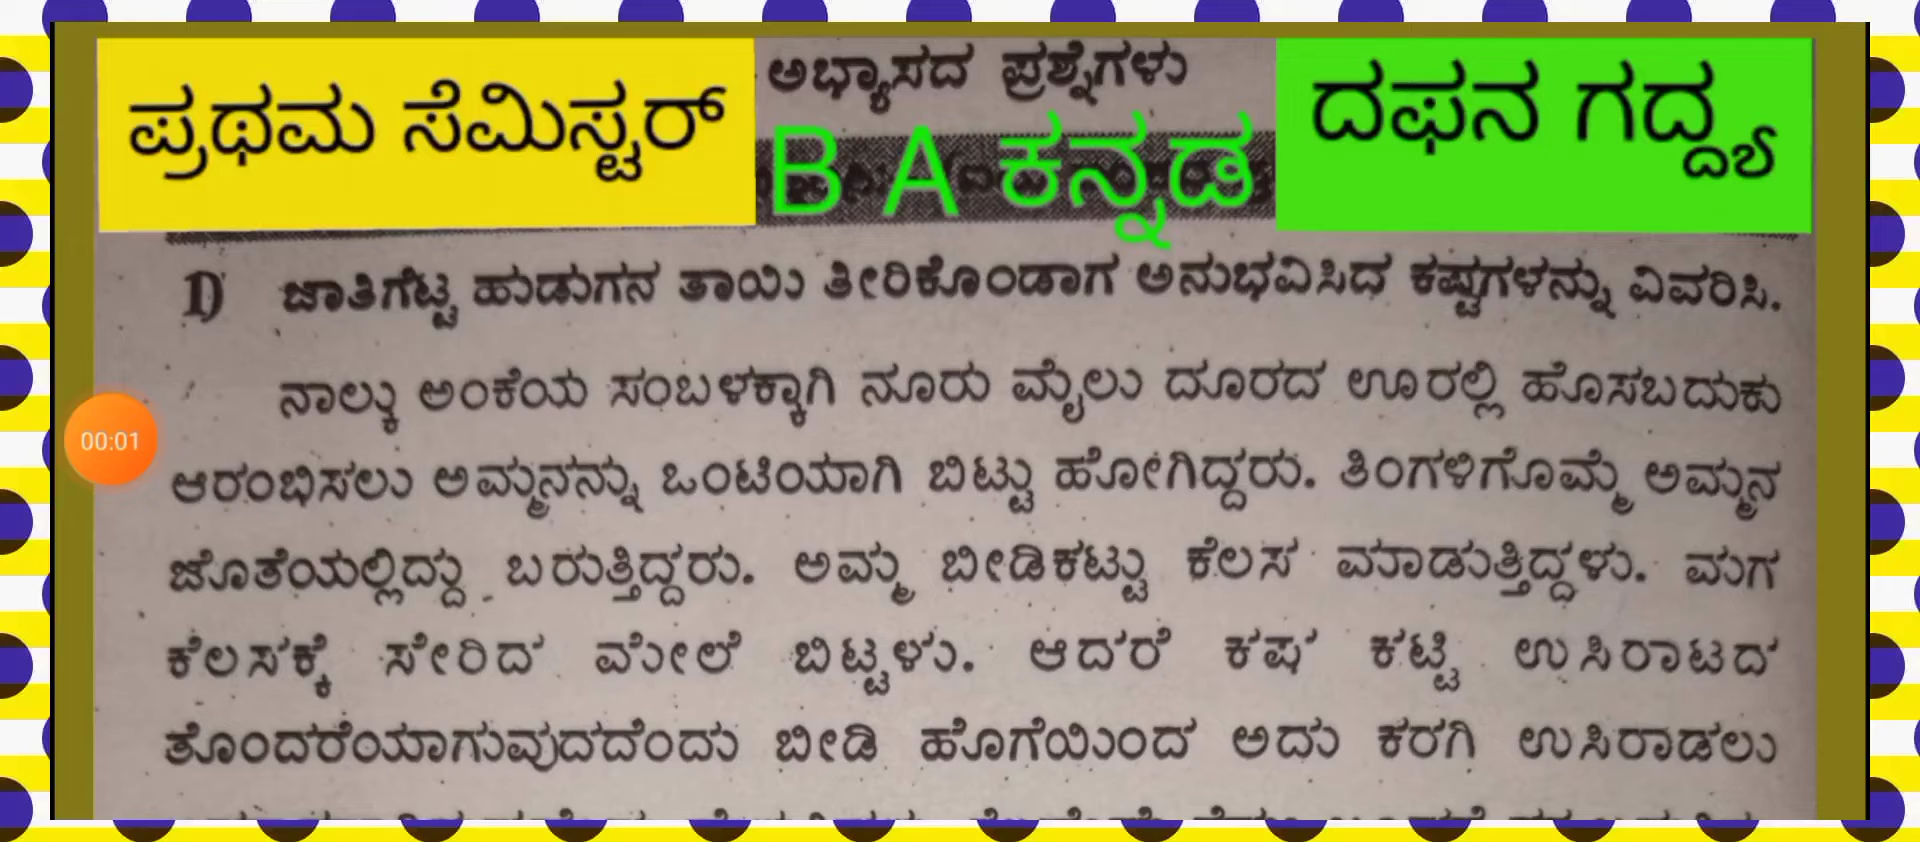 ಪ್ರಥಮ ಸೆಮಿಸ್ಟರ್
ಅಭ್ಯಾಸದ ಪ್ರಶ್ನೆಗಳು
B A ಕನ್ನಡ
ದಫನ ಗದ್ದ್ಯ
1) ಜಾತಿಗೆಟ್ಟ ಹುಡುಗನ ತಾಯಿ ತೀರಿಕೊಂಡಾಗ ಅನುಭವಿಸಿದ ಕಷ್ಟಗಳನ್ನು ವಿವರಿಸಿ.
ನಾಲ್ಕು ಅಂಕೆಯ ಸಂಬಳಕ್ಕಾಗಿ ನೂರು ಮೈಲು ದೂರದ ಊರಲ್ಲಿ ಹೊಸಬದುಕು
00:01
ಆರಂಭಿಸಲು ಅಮ್ಮನನ್ನು ಒಂಟಿಯಾಗಿ ಬಿಟ್ಟು ಹೋಗಿದ್ದರು. ತಿಂಗಳಿಗೊಮ್ಮೆ ಅಮ್ಮನ
ಜೊತೆಯಲ್ಲಿದ್ದು ಬರುತ್ತಿದ್ದರು. ಅಮ್ಮ ಬೀಡಿಕಟ್ಟು ಕೆಲಸ ಮಾಡುತ್ತಿದ್ದಳು. ಮಗ
ಕೆಲಸಕ್ಕೆ ಸೇರಿದ ಮೇಲೆ ಬಿಟ್ಟಳು. ಆದರೆ ಕಫ ಕಟ್ಟಿ ಉಸಿರಾಟದ
ತೊಂದರೆಯಾಗುವುದದೆಂದು ಬೀಡಿ ಹೊಗೆಯಿಂದ ಅದು ಕರಗಿ ಉಸಿರಾಡಲು